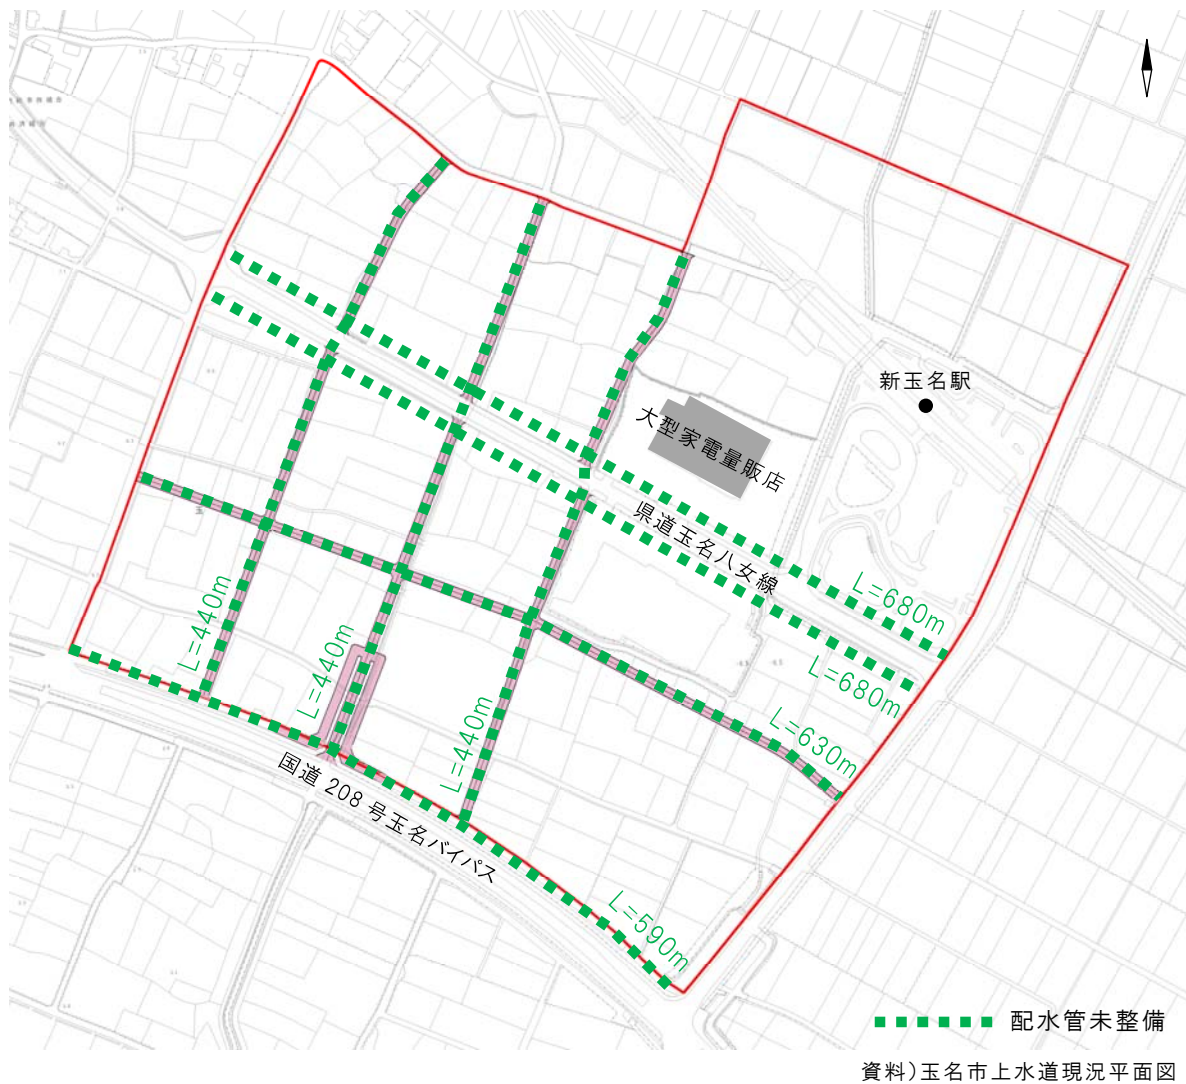 新玉名駅
大型家電量販店
県道玉名八女線
L=680m
L=680m
L=440m
L=440m
L=440m
L=630m
国道 208 号玉名バイパス
L=590m
配水管未整備
資料)玉名市上水道現況平面図